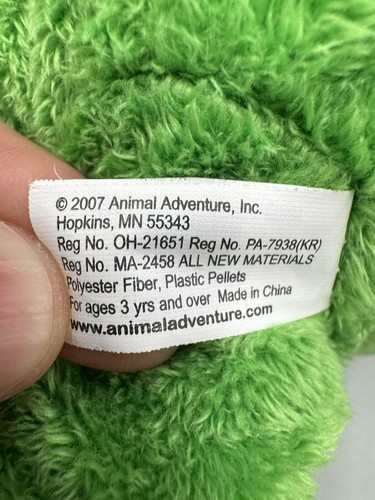 © 2007 Animal Adventure, Inc.
Hopkins, MN 55343
Reg No. OH-21651 Reg No. PA-7938(KR)
Reg No. MA-2458 ALL NEW MATERIALS
Polyester Fiber, Plastic Pellets
For ages 3 yrs and over Made in China
www.animaladventure.com